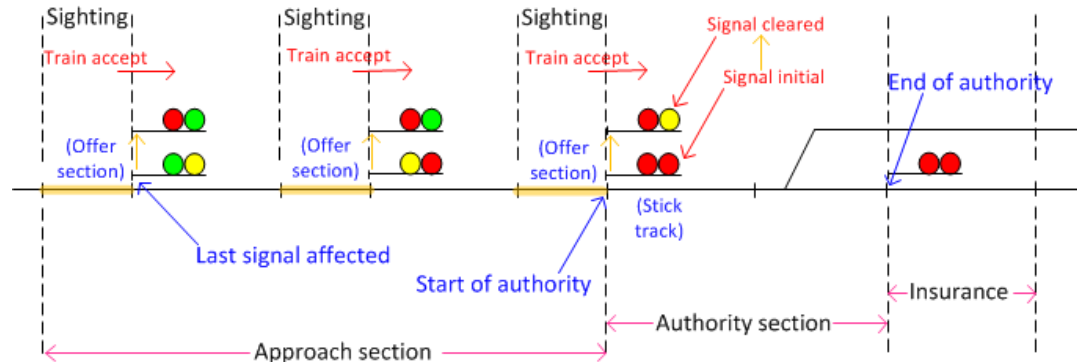 Sighting
Sighting
Sighting
Train accept
Train accept
Train accept
Signal cleared
Signal initial
End of authority
(Offer
section)
(Offer
section)
(Offer
section)
(Stick
track)
Last signal affected
Start of authority
Insurance
Authority section
Approach section